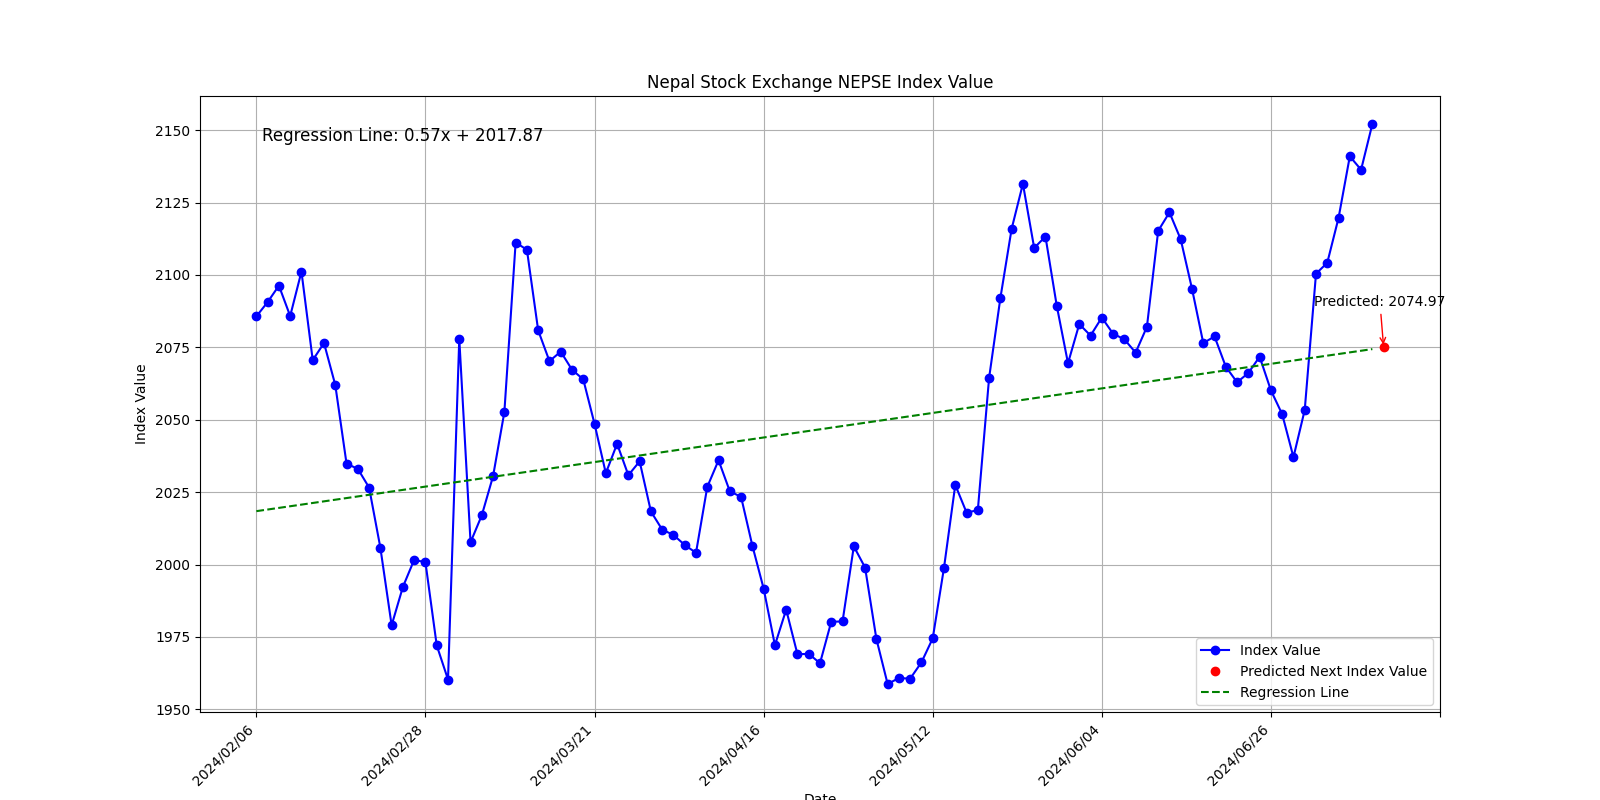 Nepal Stock Exchange NEPSE Index Value
Regression Line: 0.57x + 2017.87
2150
2125
2100
2075
2050
2025
2000
1975
1950
Index Value
Predicted: 2074.97
Index Value
Predicted Next Index Value
Regression Line
2024/02/06
2024/02/28
2024/03/21
2024/04/16
2024/05/12
2024/06/04
2024/06/26
Date